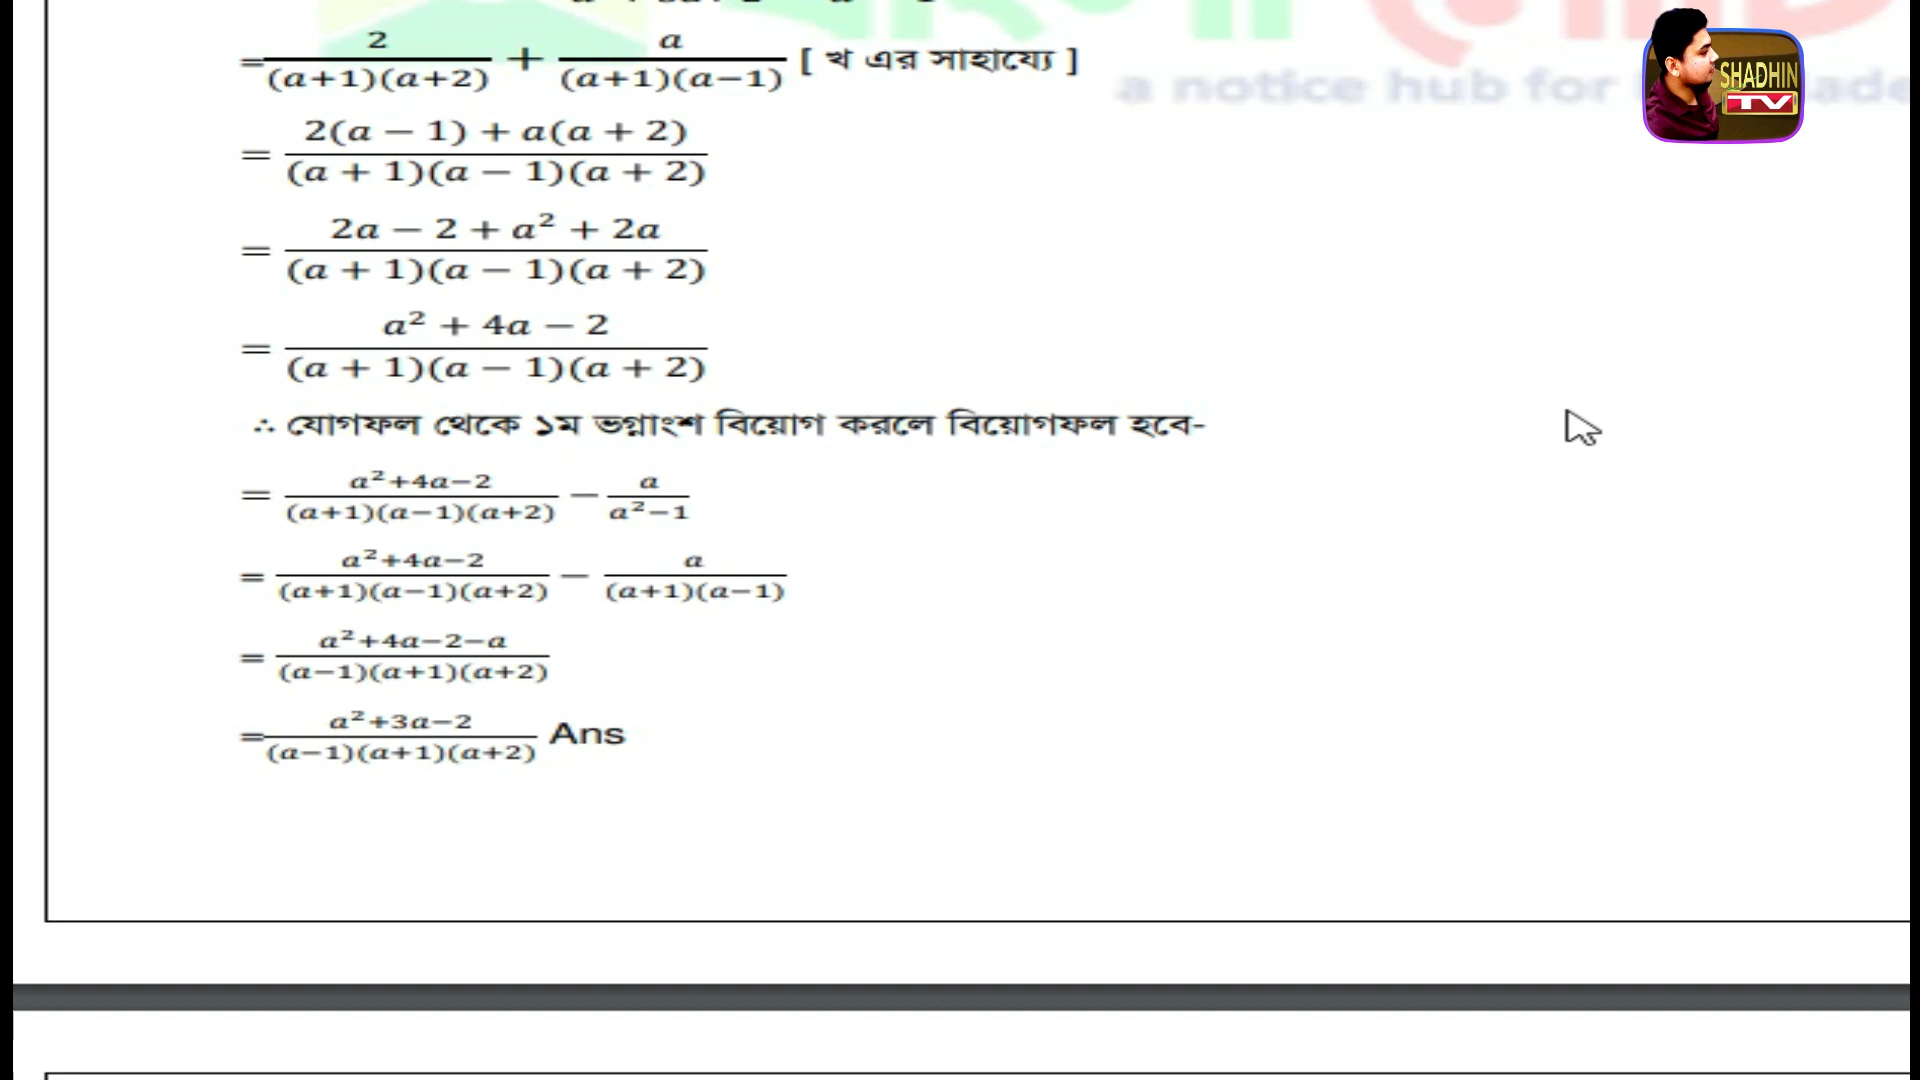 = 2/(a+1)(a+2) + a/(a+1)(a−1) [ খ এর সাহায্যে ]
a notice hub for
SHADHIN
TV
= 2(a − 1) + a(a + 2)/(a + 1)(a − 1)(a + 2)
= 2a − 2 + a² + 2a/(a + 1)(a − 1)(a + 2)
= a² + 4a − 2/(a + 1)(a − 1)(a + 2)
∴ যোগফল থেকে ১ম ভগ্নাংশ বিয়োগ করলে বিয়োগফল হবে-
= a²+4a−2/(a+1)(a−1)(a+2) − a/a²−1
= a²+4a−2/(a+1)(a−1)(a+2) − a/(a+1)(a−1)
= a²+4a−2−a/(a−1)(a+1)(a+2)
= a²+3a−2/(a−1)(a+1)(a+2) Ans